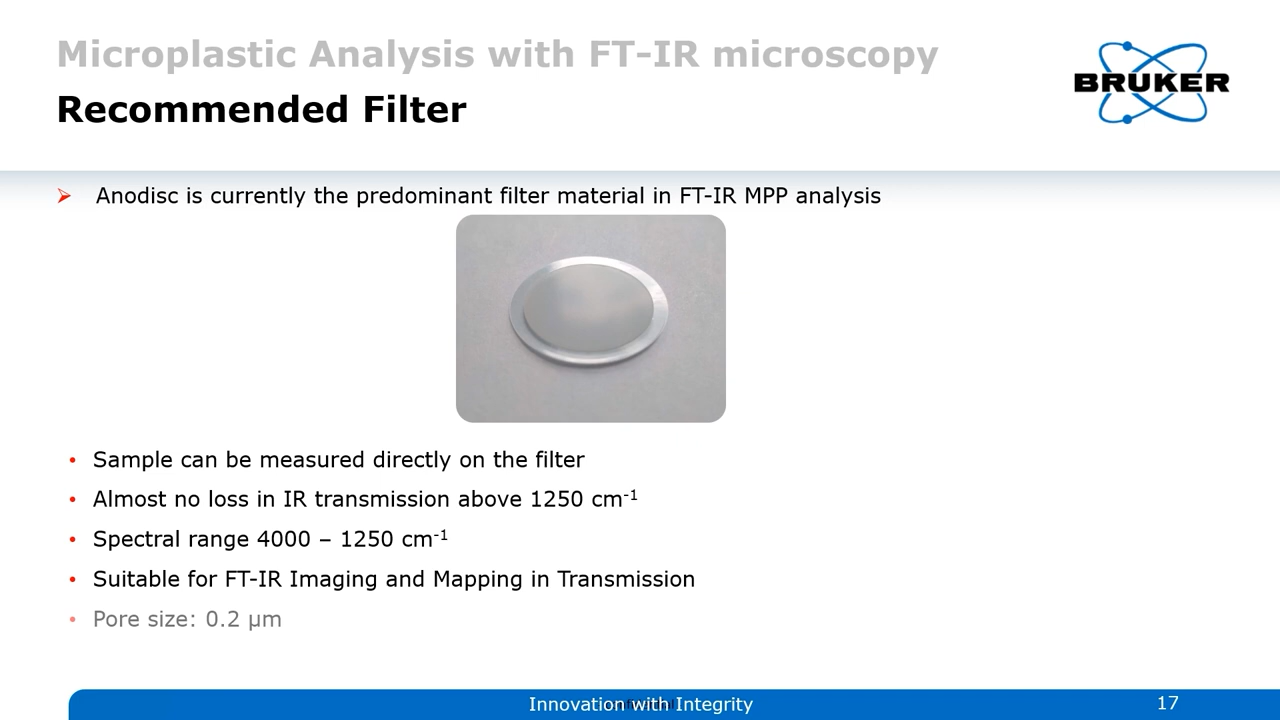 Microplastic Analysis with FT-IR microscopy
BRUKER
Recommended Filter
➢ Anodisc is currently the predominant filter material in FT-IR MPP analysis
• Sample can be measured directly on the filter
• Almost no loss in IR transmission above 1250 cm⁻¹
• Spectral range 4000 – 1250 cm⁻¹
• Suitable for FT-IR Imaging and Mapping in Transmission
• Pore size: 0.2 µm
Innovation with Integrity
17